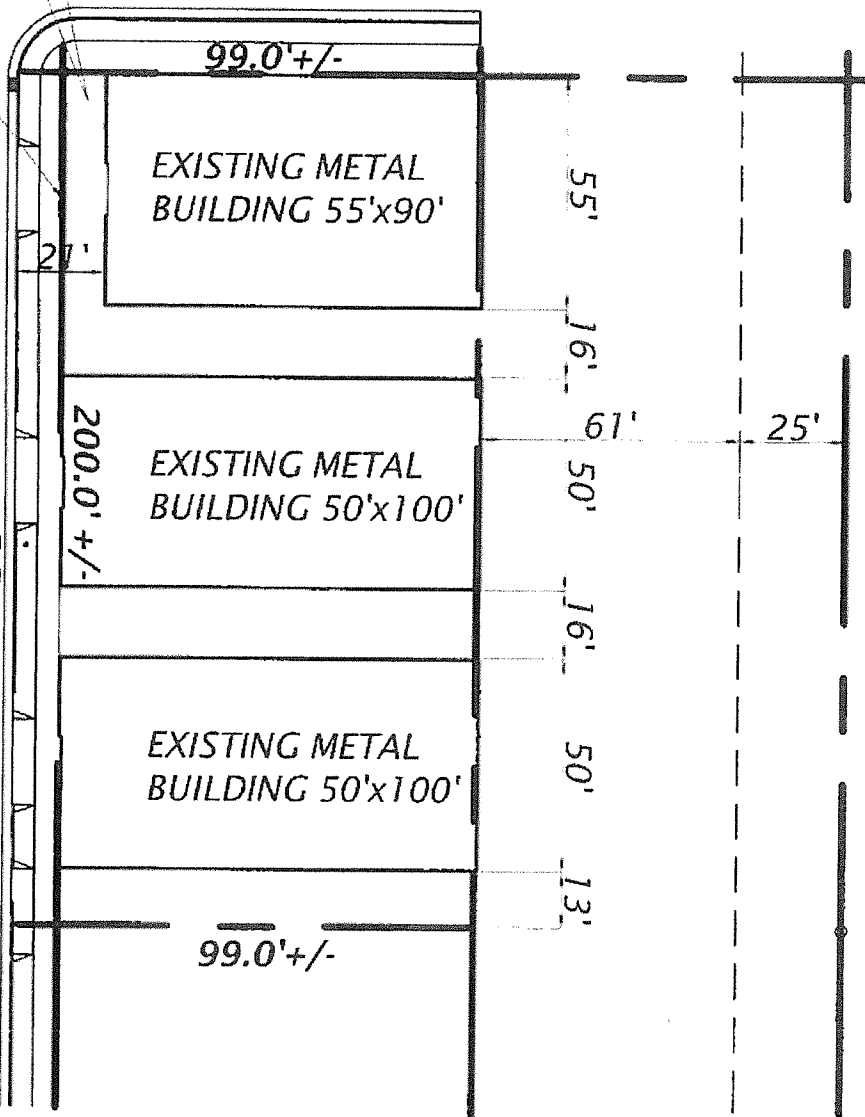 99.0'+/-
EXISTING METAL
BUILDING 55'x90'
55'
21'
16'
200.0' +/-
61'
25'
EXISTING METAL
BUILDING 50'x100'
50'
16'
EXISTING METAL
BUILDING 50'x100'
50'
13'
99.0'+/-